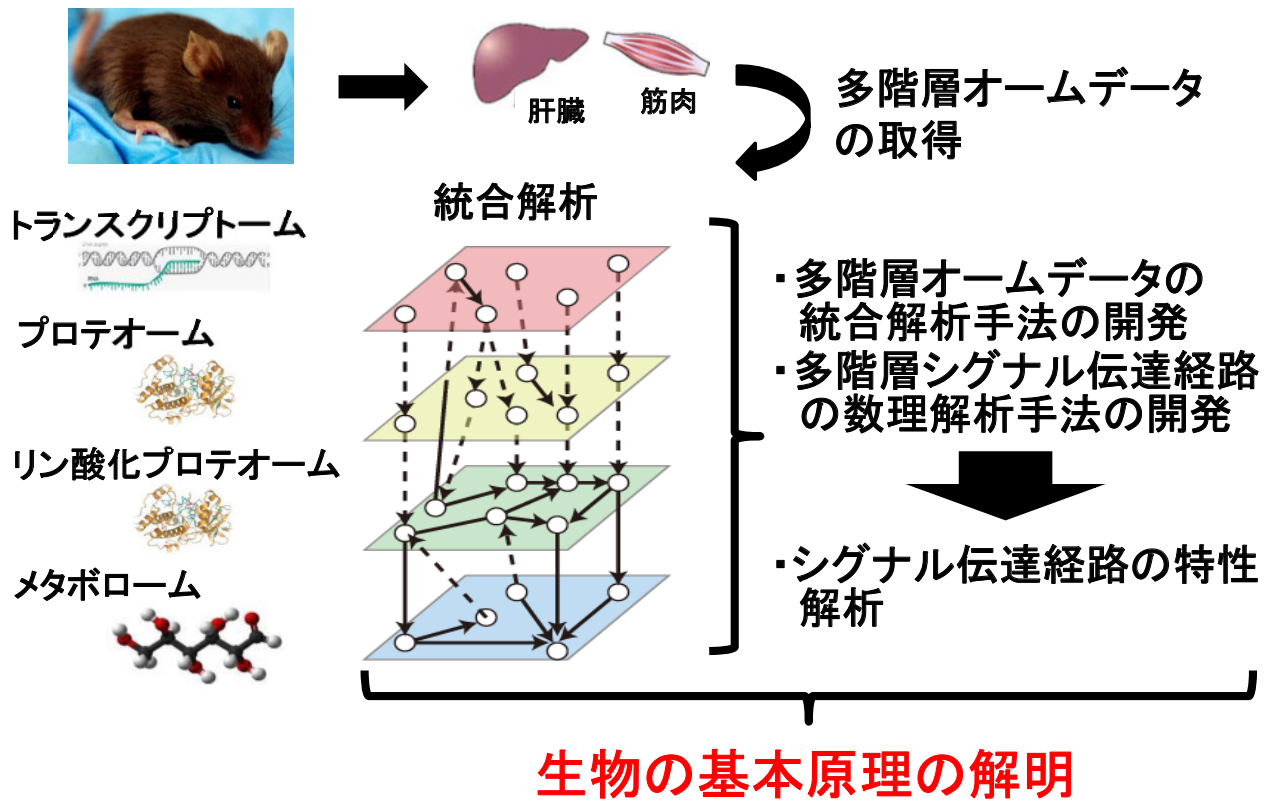 肝臓
筋肉
多階層オームデータ
の取得
統合解析
トランスクリプトーム
プロテオーム
リン酸化プロテオーム
メタボローム
・多階層オームデータの
統合解析手法の開発
・多階層シグナル伝達経路
の数理解析手法の開発
・シグナル伝達経路の特性
解析
生物の基本原理の解明